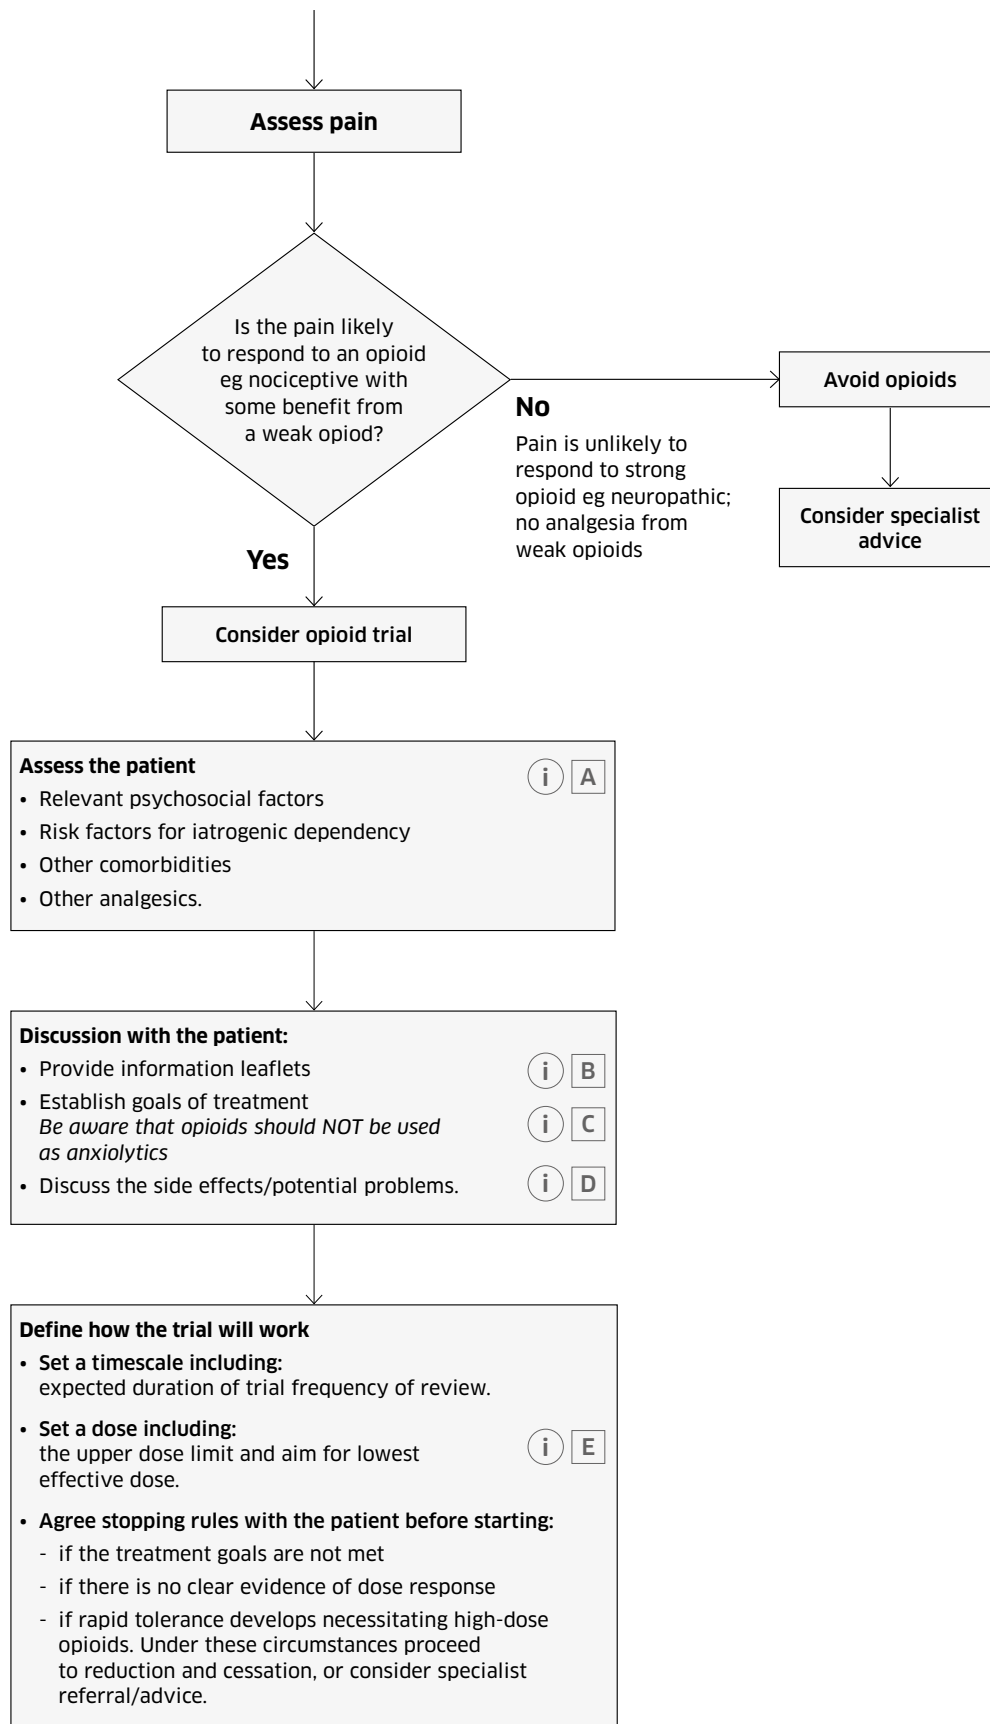 Assess pain
Is the pain likely
to respond to an opioid
eg nociceptive with
some benefit from
a weak opiod?
No
Pain is unlikely to
respond to strong
opioid eg neuropathic;
no analgesia from
weak opioids
Avoid opioids
Consider specialist
advice
Yes
Consider opioid trial
Assess the patient
i A
• Relevant psychosocial factors
• Risk factors for iatrogenic dependency
• Other comorbidities
• Other analgesics.
Discussion with the patient:
• Provide information leaflets
i B
• Establish goals of treatment
Be aware that opioids should NOT be used
as anxiolytics
i C
• Discuss the side effects/potential problems.
i D
Define how the trial will work
• Set a timescale including:
expected duration of trial frequency of review.
• Set a dose including:
the upper dose limit and aim for lowest
effective dose.
i E
• Agree stopping rules with the patient before starting:
- if the treatment goals are not met
- if there is no clear evidence of dose response
- if rapid tolerance develops necessitating high-dose
opioids. Under these circumstances proceed
to reduction and cessation, or consider specialist
referral/advice.